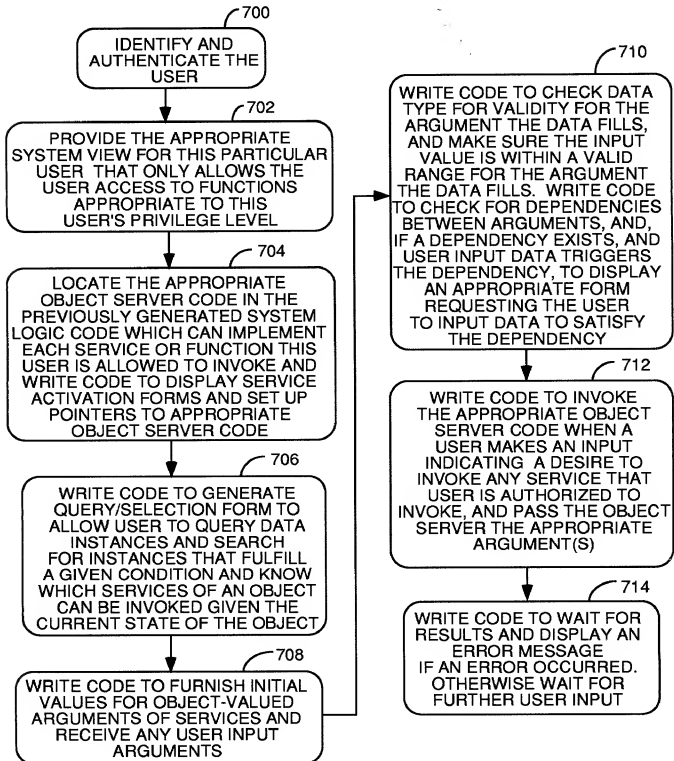 700
IDENTIFY AND
AUTHENTICATE THE
USER
702
PROVIDE THE APPROPRIATE
SYSTEM VIEW FOR THIS PARTICULAR
USER THAT ONLY ALLOWS THE
USER ACCESS TO FUNCTIONS
APPROPRIATE TO THIS
USER'S PRIVILEGE LEVEL
704
LOCATE THE APPROPRIATE
OBJECT SERVER CODE IN THE
PREVIOUSLY GENERATED SYSTEM
LOGIC CODE WHICH CAN IMPLEMENT
EACH SERVICE OR FUNCTION THIS
USER IS ALLOWED TO INVOKE AND
WRITE CODE TO DISPLAY SERVICE
ACTIVATION FORMS AND SET UP
POINTERS TO APPROPRIATE
OBJECT SERVER CODE
706
WRITE CODE TO GENERATE
QUERY/SELECTION FORM TO
ALLOW USER TO QUERY DATA
INSTANCES AND SEARCH
FOR INSTANCES THAT FULFILL
A GIVEN CONDITION AND KNOW
WHICH SERVICES OF AN OBJECT
CAN BE INVOKED GIVEN THE
CURRENT STATE OF THE OBJECT
708
WRITE CODE TO FURNISH INITIAL
VALUES FOR OBJECT-VALUED
ARGUMENTS OF SERVICES AND
RECEIVE ANY USER INPUT
ARGUMENTS
710
WRITE CODE TO CHECK DATA
TYPE FOR VALIDITY FOR THE
ARGUMENT THE DATA FILLS,
AND MAKE SURE THE INPUT
VALUE IS WITHIN A VALID
RANGE FOR THE ARGUMENT
THE DATA FILLS. WRITE CODE
TO CHECK FOR DEPENDENCIES
BETWEEN ARGUMENTS, AND,
IF A DEPENDENCY EXISTS, AND
USER INPUT DATA TRIGGERS
THE DEPENDENCY, TO DISPLAY
AN APPROPRIATE FORM
REQUESTING THE USER
TO INPUT DATA TO SATISFY
THE DEPENDENCY
712
WRITE CODE TO INVOKE
THE APPROPRIATE OBJECT
SERVER CODE WHEN A
USER MAKES AN INPUT
INDICATING A DESIRE TO
INVOKE ANY SERVICE THAT
USER IS AUTHORIZED TO
INVOKE, AND PASS THE OBJECT
SERVER THE APPROPRIATE
ARGUMENT(S)
714
WRITE CODE TO WAIT FOR
RESULTS AND DISPLAY AN
ERROR MESSAGE
IF AN ERROR OCCURRED.
OTHERWISE WAIT FOR
FURTHER USER INPUT